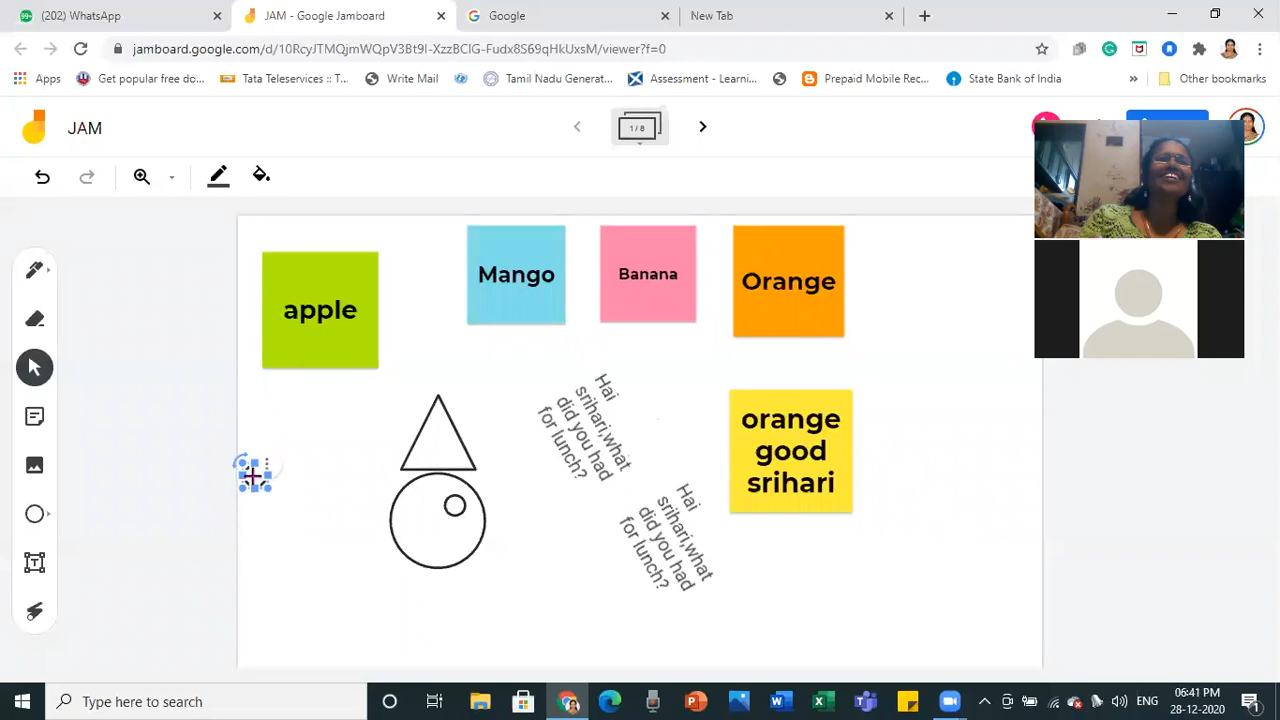 (202) WhatsApp
JAM - Google Jamboard
Google
New Tab
jamboard.google.com/d/10RcyJTMQjmWQpV3Bt9I-XzzBClG-Fudx8S69qHkUxsM/viewer?f=0
Apps
Get popular free do...
Tata Teleservices :: T...
Write Mail
Tamil Nadu Generat...
Assessment - Learni...
Prepaid Mobile Rec...
State Bank of India
»
Other bookmarks
JAM
1 / 8
apple
Mango
Banana
Orange
Hai
srihari,what
did you had
for lunch?
orange
good
srihari
Hai
srihari,what
did you had
for lunch?
Type here to search
ENG
06:41 PM
28-12-2020